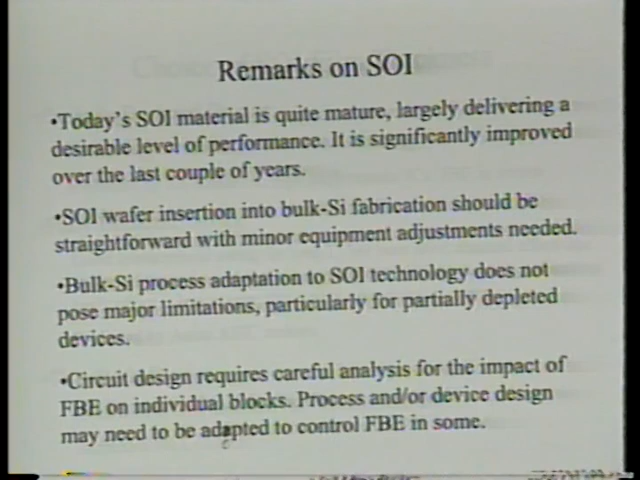 Remarks on SOI
•Today's SOI material is quite mature, largely delivering a
desirable level of performance. It is significantly improved
over the last couple of years.
•SOI wafer insertion into bulk-Si fabrication should be
straightforward with minor equipment adjustments needed.
•Bulk-Si process adaptation to SOI technology does not
pose major limitations, particularly for partially depleted
devices.
•Circuit design requires careful analysis for the impact of
FBE on individual blocks. Process and/or device design
may need to be adapted to control FBE in some.